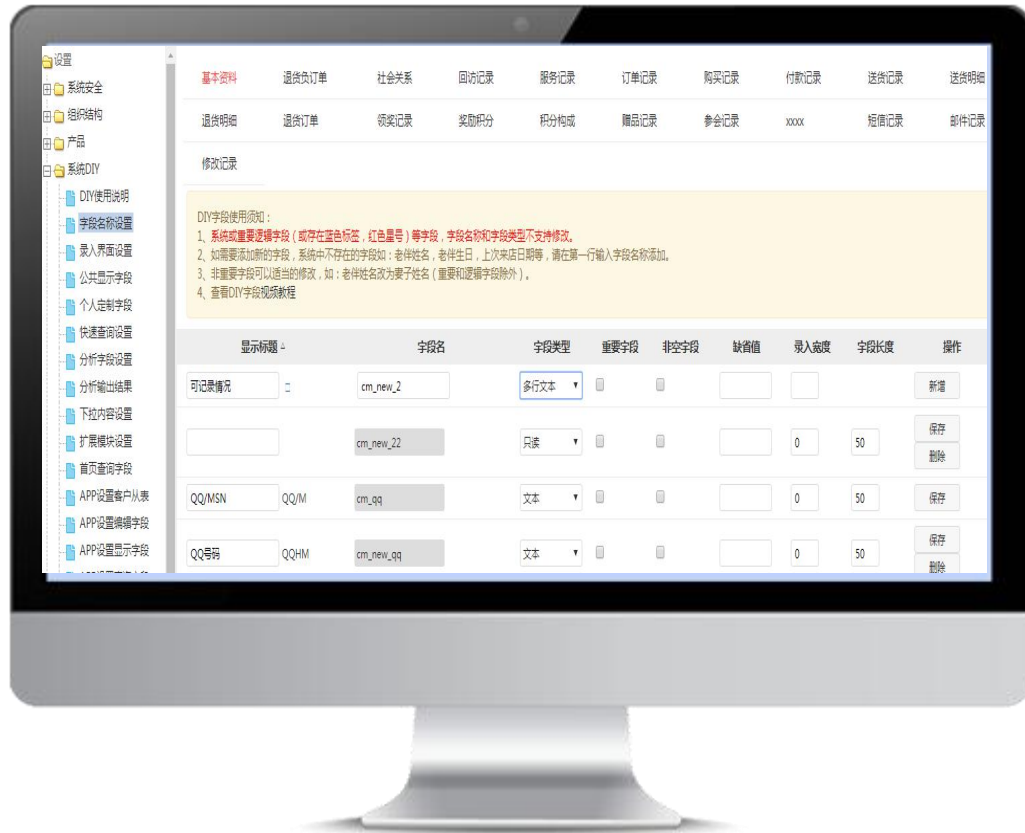 设置
系统安全
组织结构
产品
系统DIY
DIY使用说明
字段名称设置
录入界面设置
公共显示字段
个人定制字段
快速查询设置
分析字段设置
分析输出结果
下拉内容设置
扩展模块设置
首页查询字段
APP设置客户从表
APP设置编辑字段
APP设置显示字段
基本资料 退货负订单 社会关系 回访记录 服务记录 订单记录 购买记录 付款记录 送货记录 送货明细
退货明细 退货订单 领奖记录 奖励积分 积分构成 赠品记录 参会记录 xxxx 短信记录 邮件记录
修改记录
DIY字段使用须知：
1、系统或重要逻辑字段（或存在蓝色标签，红色星号）等字段，字段名称和字段类型不支持修改。
2、如需要添加新的字段，系统中不存在的字段如：老伴姓名，老伴生日，上次来店日期等，请在第一行输入字段名称添加。
3、非重要字段可以适当的修改，如：老伴姓名改为妻子姓名（重要和逻辑字段除外）。
4、查看DIY字段视频教程
显示标题 字段名 字段类型 重要字段 非空字段 缺省值 录入宽度 字段长度 操作
可记录情况 cm_new_2 多行文本 新增
cm_new_22 只读 0 50 保存
删除
QQ/MSN QQ/M cm_qq 文本 0 50 保存
QQ号码 QQHM cm_new_qq 文本 0 50 保存
删除